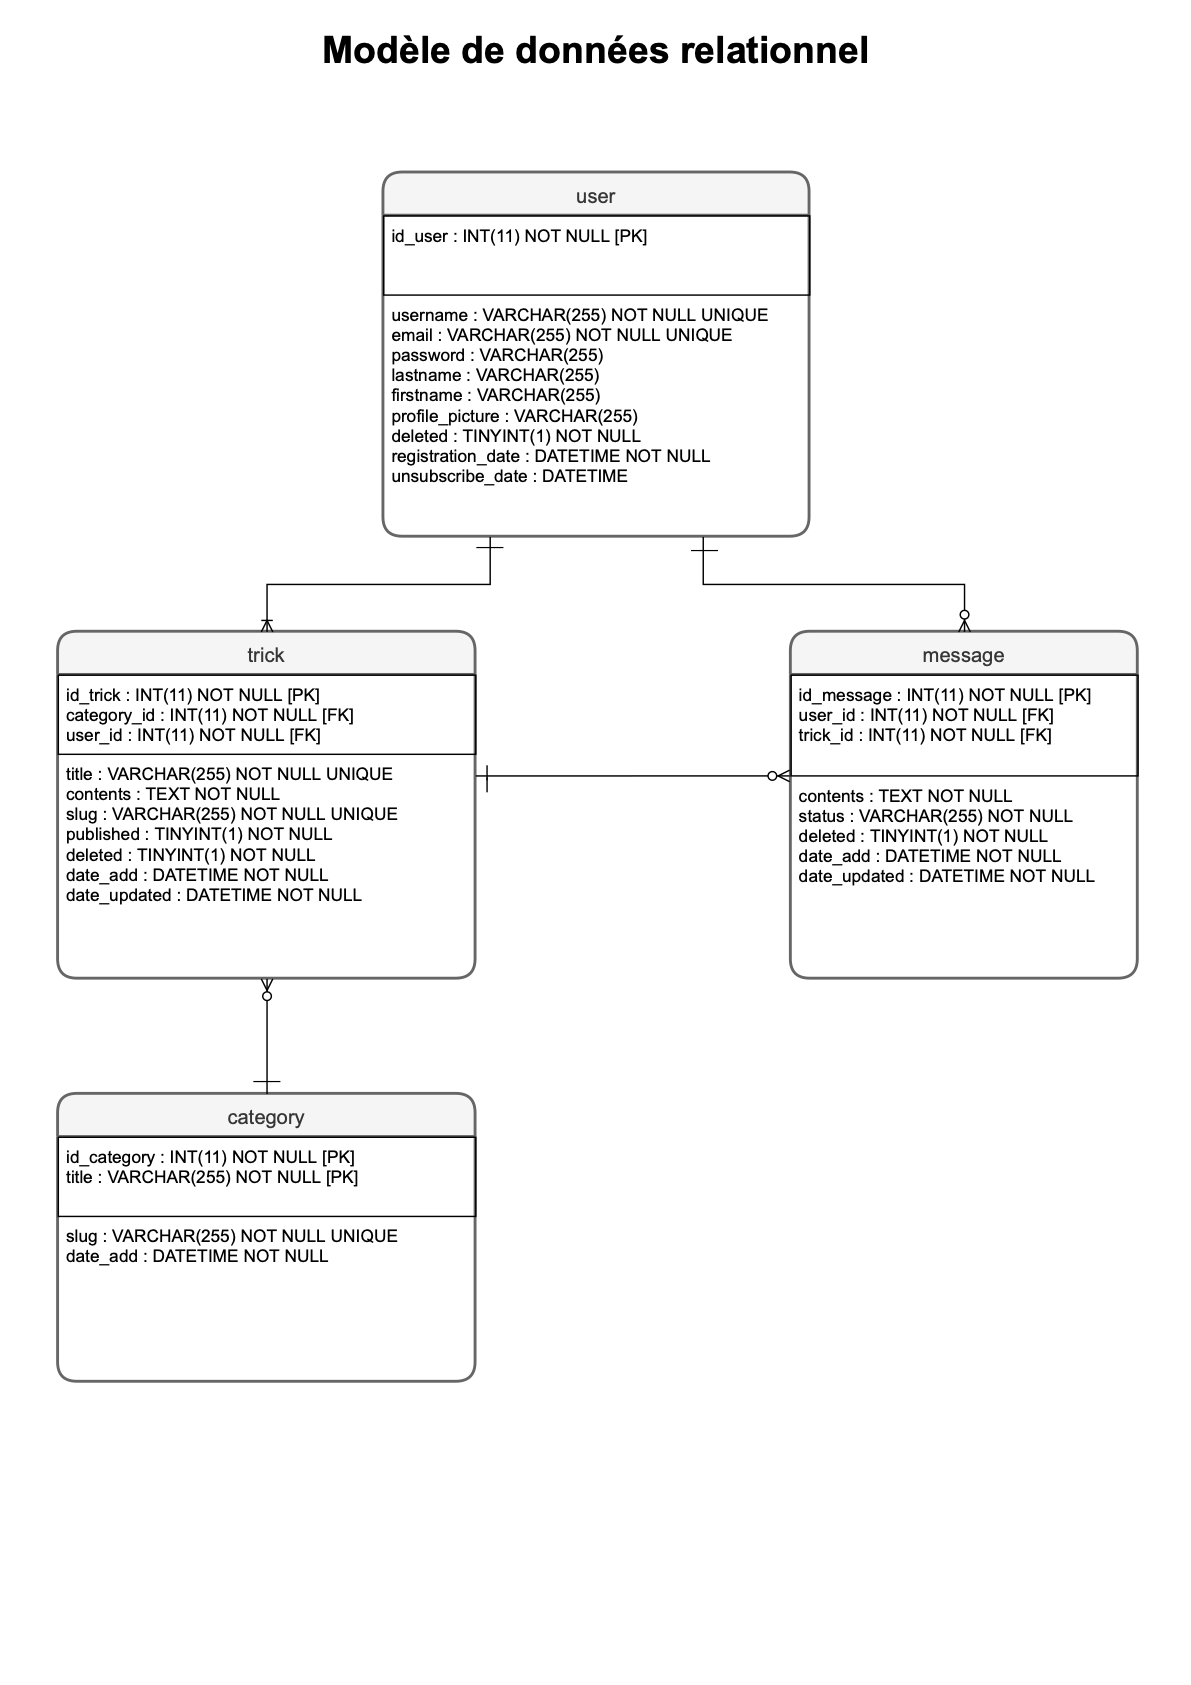 Modèle de données relationnel
user
id_user : INT(11) NOT NULL [PK]
username : VARCHAR(255) NOT NULL UNIQUE
email : VARCHAR(255) NOT NULL UNIQUE
password : VARCHAR(255)
lastname : VARCHAR(255)
firstname : VARCHAR(255)
profile_picture : VARCHAR(255)
deleted : TINYINT(1) NOT NULL
registration_date : DATETIME NOT NULL
unsubscribe_date : DATETIME
trick
id_trick : INT(11) NOT NULL [PK]
category_id : INT(11) NOT NULL [FK]
user_id : INT(11) NOT NULL [FK]
title : VARCHAR(255) NOT NULL UNIQUE
contents : TEXT NOT NULL
slug : VARCHAR(255) NOT NULL UNIQUE
published : TINYINT(1) NOT NULL
deleted : TINYINT(1) NOT NULL
date_add : DATETIME NOT NULL
date_updated : DATETIME NOT NULL
message
id_message : INT(11) NOT NULL [PK]
user_id : INT(11) NOT NULL [FK]
trick_id : INT(11) NOT NULL [FK]
contents : TEXT NOT NULL
status : VARCHAR(255) NOT NULL
deleted : TINYINT(1) NOT NULL
date_add : DATETIME NOT NULL
date_updated : DATETIME NOT NULL
category
id_category : INT(11) NOT NULL [PK]
title : VARCHAR(255) NOT NULL [PK]
slug : VARCHAR(255) NOT NULL UNIQUE
date_add : DATETIME NOT NULL